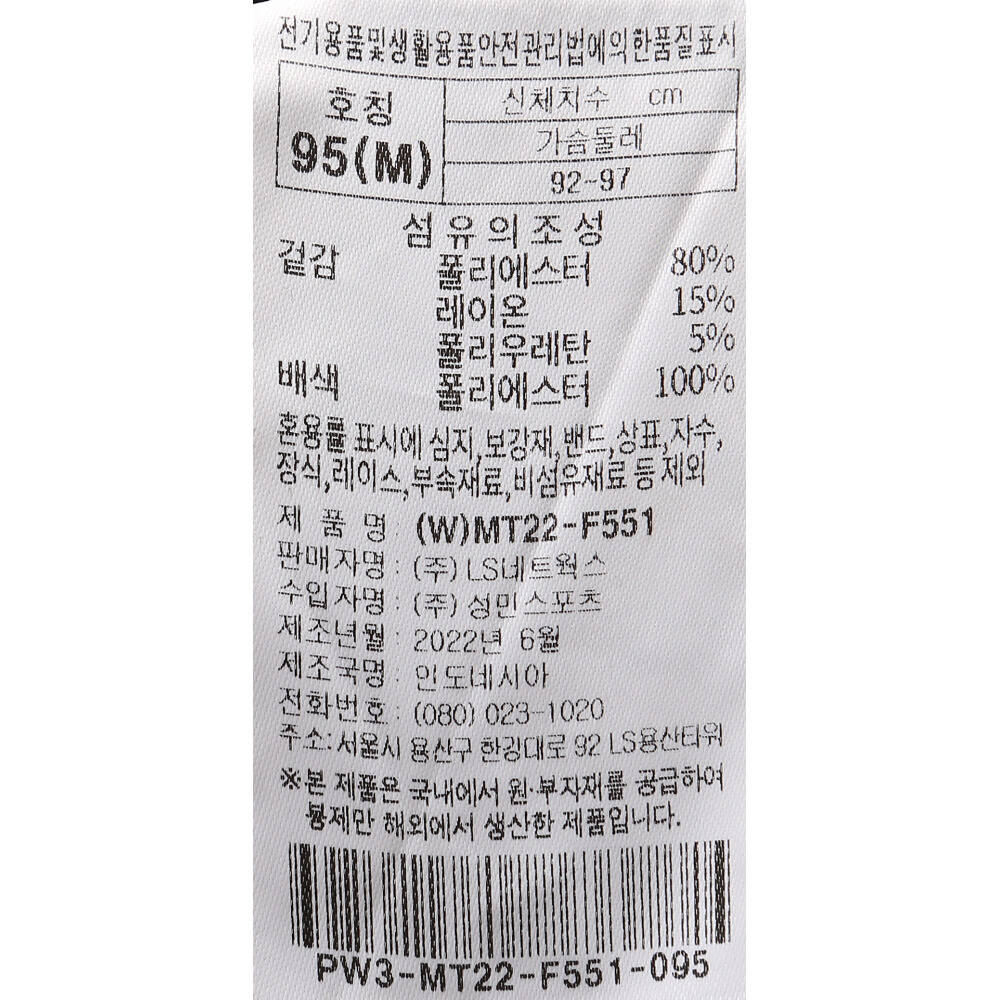 전기용품및생활용품안전관리법에의한품질표시
호칭
95(M)
신체치수 cm
가슴둘레
92-97
섬유의조성
겉감 폴리에스터 80%
레이온 15%
폴리우레탄 5%
배색 폴리에스터 100%
혼용률 표시에 심지,보강재,밴드,상표,자수,
장식,레이스,부속재료,비섬유재료 등 제외
제 품 명 : (W)MT22-F551
판매자명 : (주) LS네트웍스
수입자명 : (주) 성민스포츠
제조년월 : 2022년 6월
제조국명 : 인도네시아
전화번호 : (080) 023-1020
주소:서울시 용산구 한강대로 92 LS용산타워
※본 제품은 국내에서 원·부자재를 공급하여
봉제만 해외에서 생산한 제품입니다.
PW3-MT22-F551-095